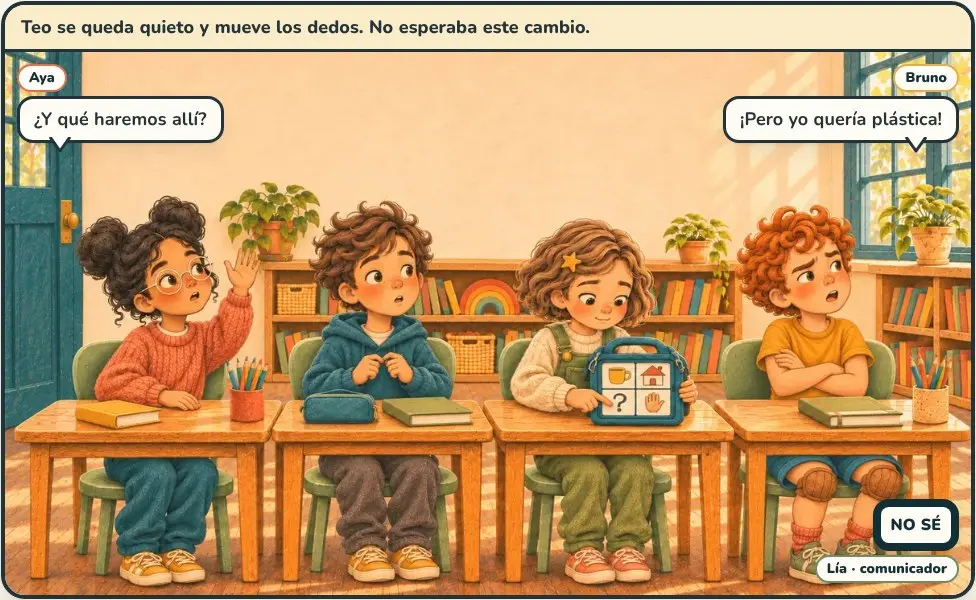 Teo se queda quieto y mueve los dedos. No esperaba este cambio.
Aya
¿Y qué haremos allí?
Bruno
¡Pero yo quería plástica!
?
NO SÉ
Lía · comunicador